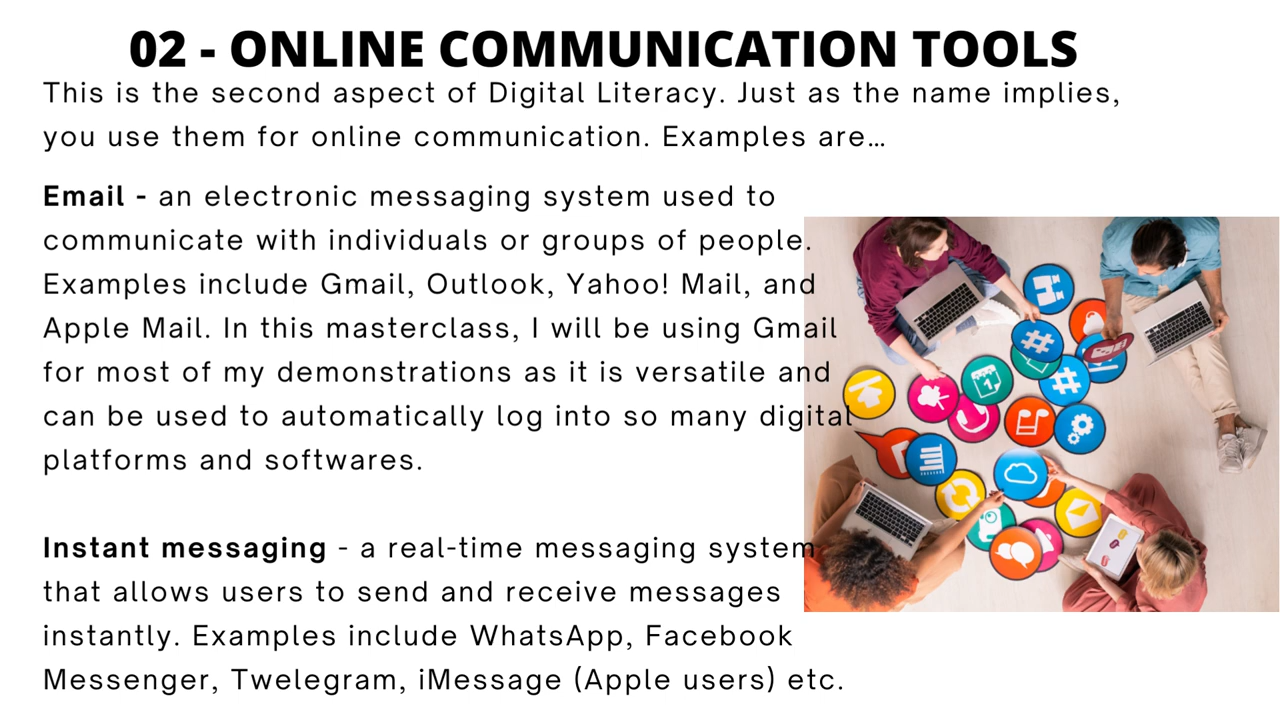 02 - ONLINE COMMUNICATION TOOLS
This is the second aspect of Digital Literacy. Just as the name implies,
you use them for online communication. Examples are…
Email - an electronic messaging system used to
communicate with individuals or groups of people.
Examples include Gmail, Outlook, Yahoo! Mail, and
Apple Mail. In this masterclass, I will be using Gmail
for most of my demonstrations as it is versatile and
can be used to automatically log into so many digital
platforms and softwares.
Instant messaging - a real-time messaging system
that allows users to send and receive messages
instantly. Examples include WhatsApp, Facebook
Messenger, Twelegram, iMessage (Apple users) etc.